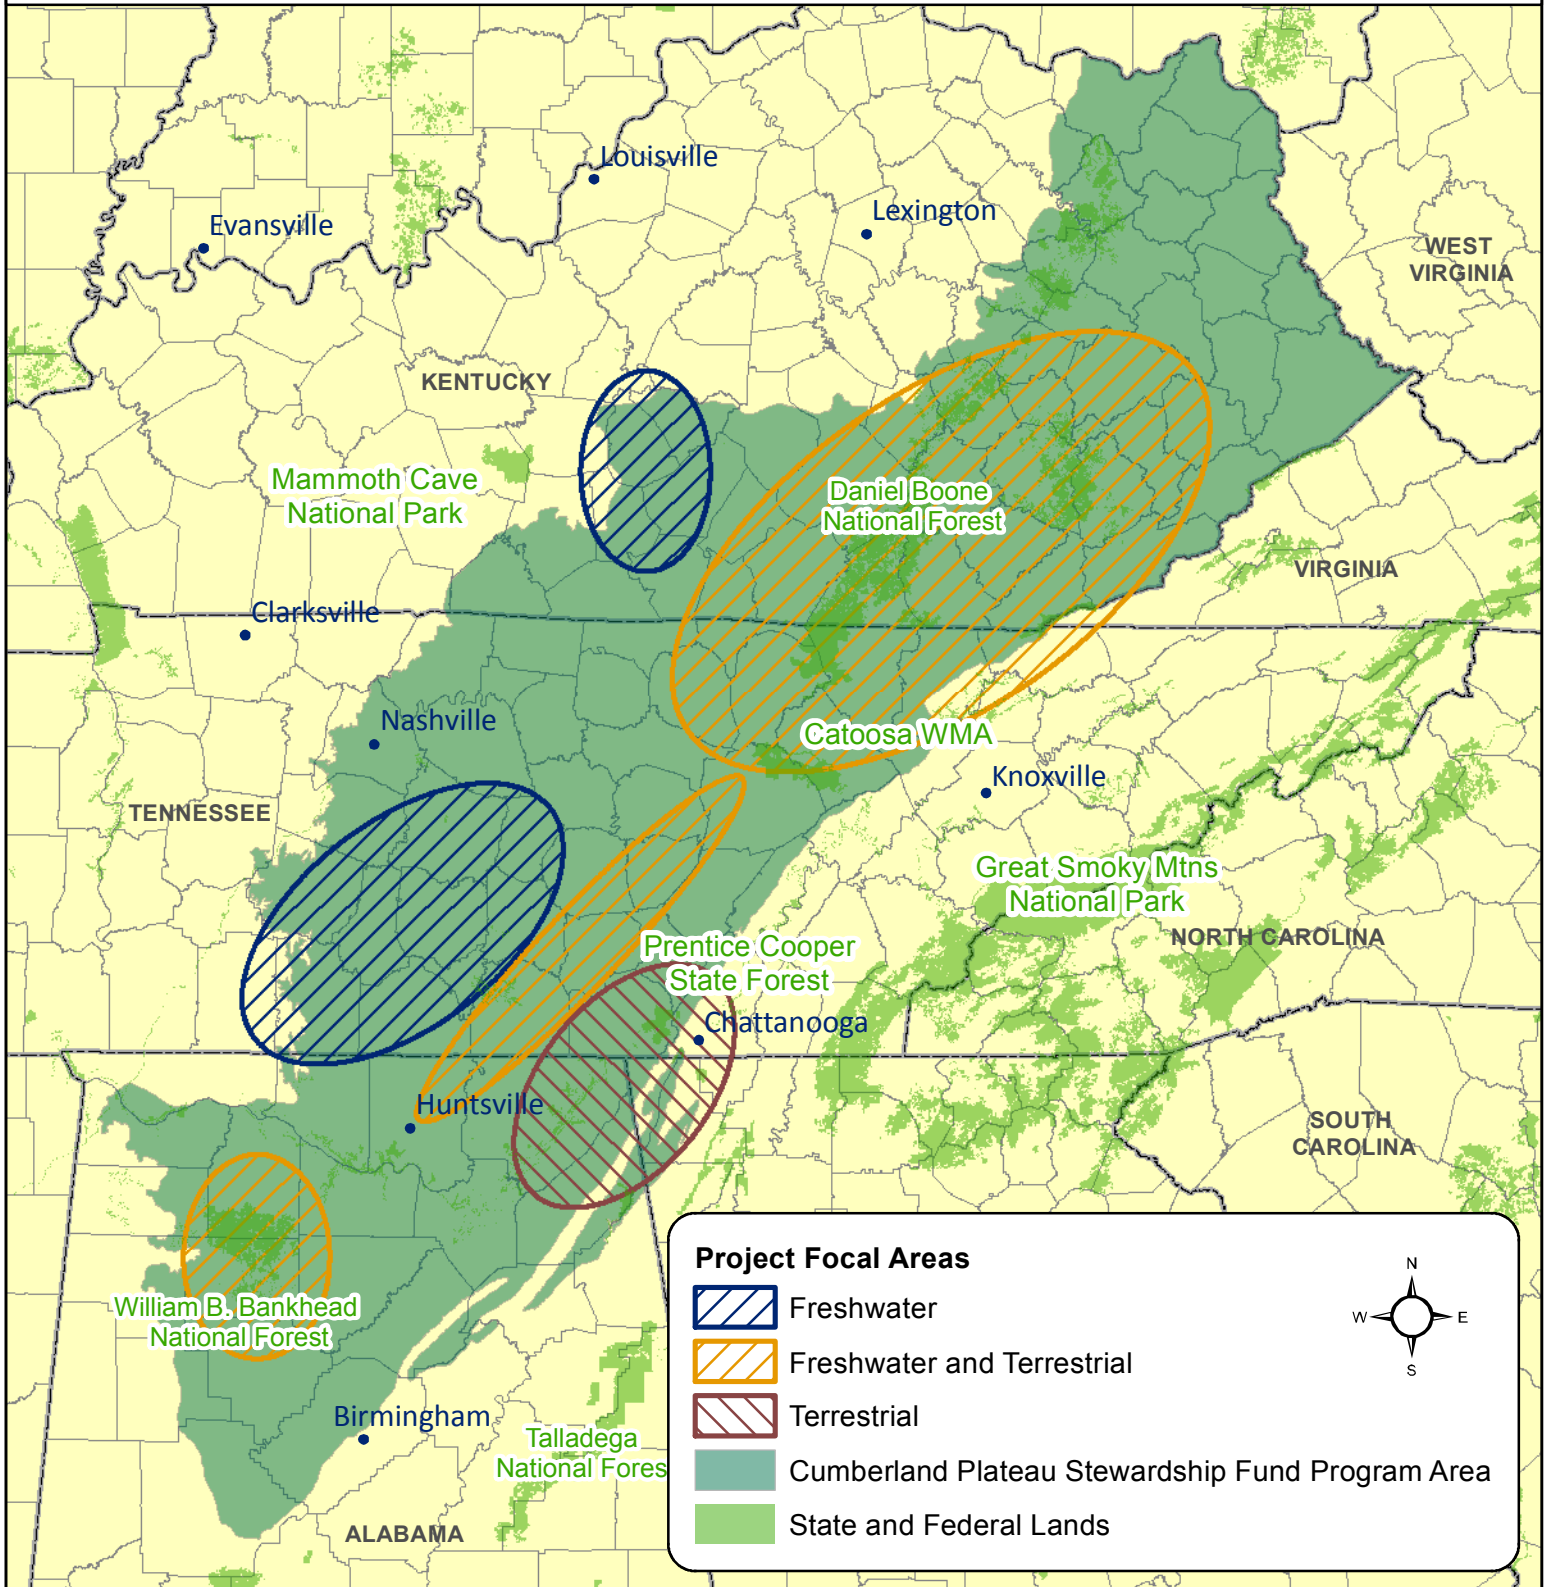 Louisville
Lexington
Evansville
WEST
VIRGINIA
KENTUCKY
Mammoth Cave
National Park
Daniel Boone
National Forest
VIRGINIA
Clarksville
Nashville
Catoosa WMA
Knoxville
TENNESSEE
Great Smoky Mtns
National Park
NORTH CAROLINA
Prentice Cooper
State Forest
Chattanooga
Huntsville
SOUTH
CAROLINA
William B. Bankhead
National Forest
Birmingham
Talladega
National Fores
ALABAMA
Project Focal Areas
Freshwater
Freshwater and Terrestrial
Terrestrial
Cumberland Plateau Stewardship Fund Program Area
State and Federal Lands
N
W
E
S